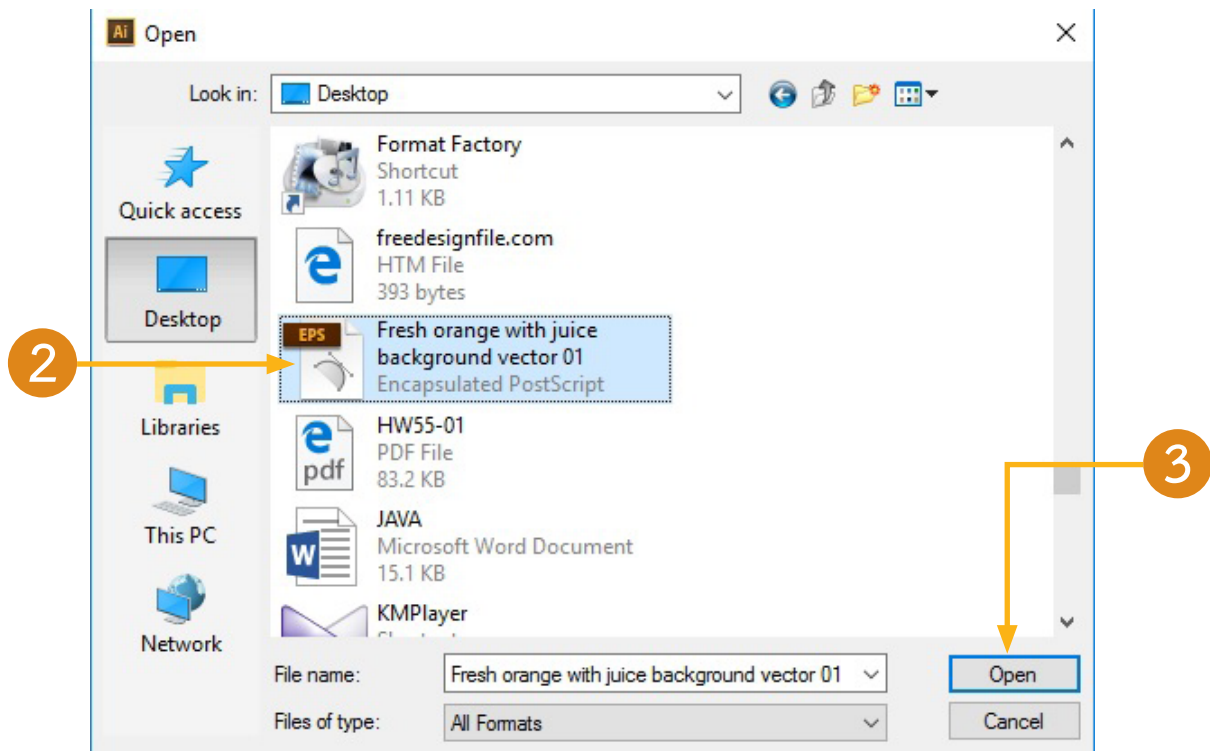 Ai Open
Look in: Desktop
Quick access
Desktop
Libraries
This PC
Network
Format Factory
Shortcut
1.11 KB
freedesignfile.com
HTM File
393 bytes
2
EPS
Fresh orange with juice
background vector 01
Encapsulated PostScript
HW55-01
PDF File
83.2 KB
pdf
3
JAVA
Microsoft Word Document
15.1 KB
W
KMPlayer
File name: Fresh orange with juice background vector 01 Open
Files of type: All Formats Cancel